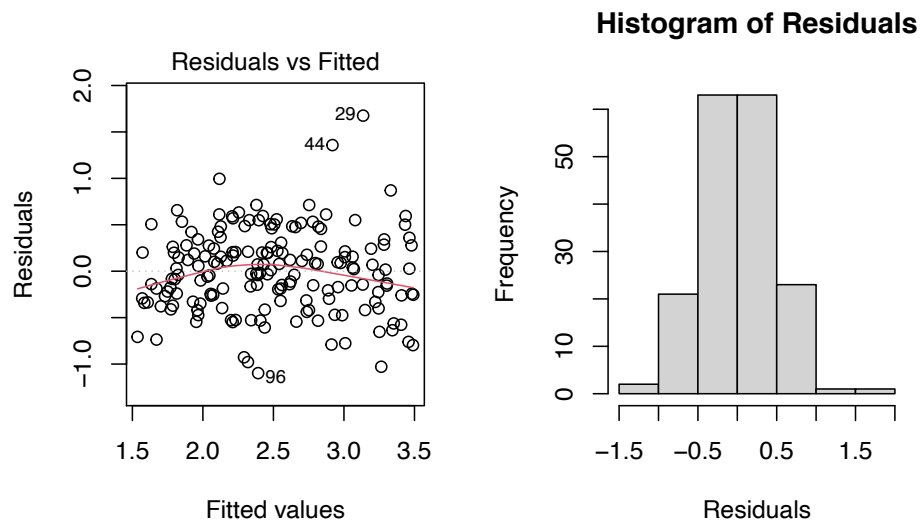 Residuals vs Fitted
Residuals
2.0
1.0
0.0
−1.0
29
44
96
1.5 2.0 2.5 3.0 3.5
Fitted values
Histogram of Residuals
Frequency
50
30
10
0
−1.5 −0.5 0.5 1.5
Residuals